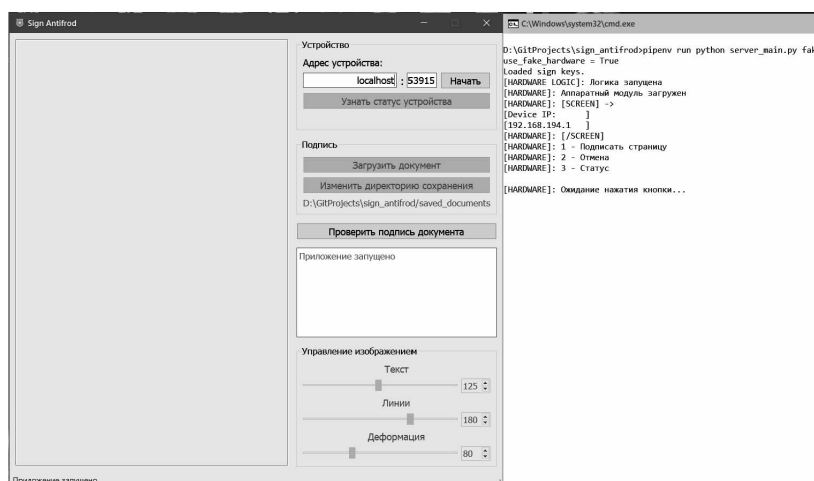 Sign Antifrod
Устройство
Адрес устройства:
localhost : 53915 Начать
Узнать статус устройства
Подпись
Загрузить документ
Изменить директорию сохранения
D:\GitProjects\sign_antifrod/saved_documents
Проверить подпись документа
Приложение запущено
Управление изображением
Текст
125
Линии
180
Деформация
80
Приложение запущено
C:\Windows\system32\cmd.exe
D:\GitProjects\sign_antifrod>pipenv run python server_main.py fak
use_fake_hardware = True
Loaded sign keys.
[HARDWARE LOGIC]: Логика запущена
[HARDWARE]: Аппаратный модуль загружен
[HARDWARE]: [SCREEN] ->
[Device IP:      ]
[192.168.194.1   ]
[HARDWARE]: [/SCREEN]
[HARDWARE]: 1 - Подписать страницу
[HARDWARE]: 2 - Отмена
[HARDWARE]: 3 - Статус
[HARDWARE]: Ожидание нажатия кнопки...